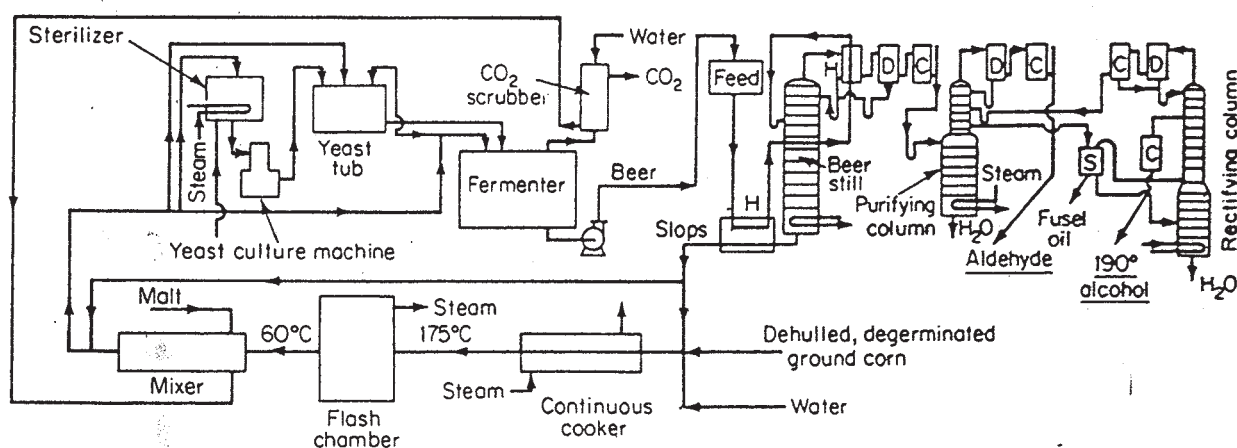 Sterilizer
Steam
Yeast culture machine
Yeast
tub
CO2
scrubber
Water
CO2
Fermenter
Beer
Feed
H
Slops
H
D
C
Beer
still
Purifying
column
D
C
Steam
H2O
Aldehyde
C
D
C
S
Fusel
oil
190°
alcohol
H2O
Rectifying column
Malt
Mixer
60°C
Steam
Flash
chamber
175°C
Steam
Continuous
cooker
Dehulled, degerminated
ground corn
Water